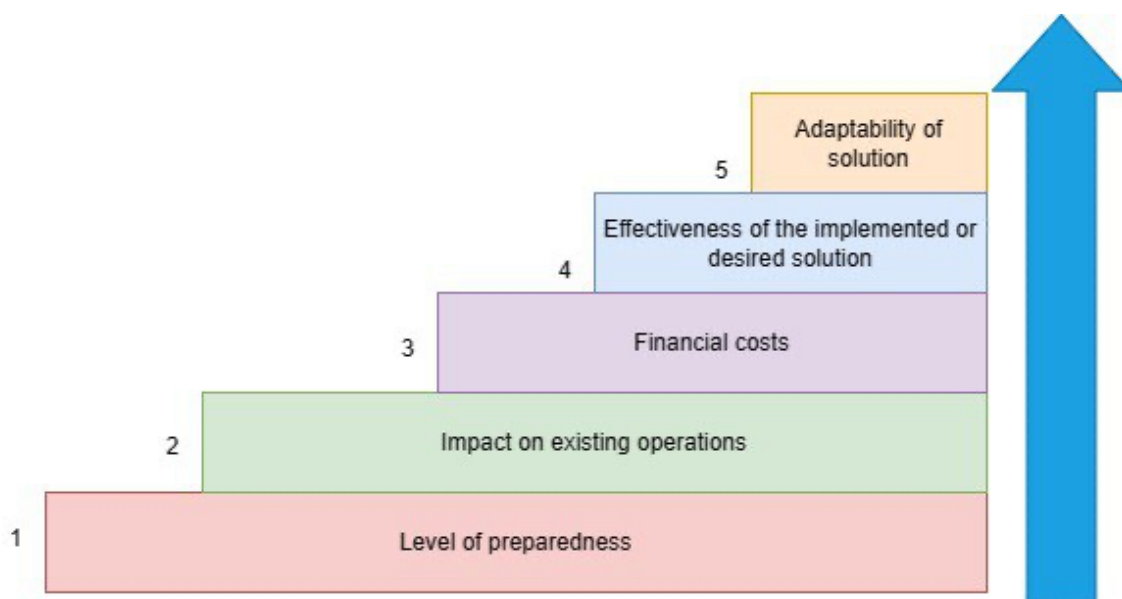 Adaptability of
solution
5
Effectiveness of the implemented or
desired solution
4
Financial costs
3
Impact on existing operations
2
Level of preparedness
1